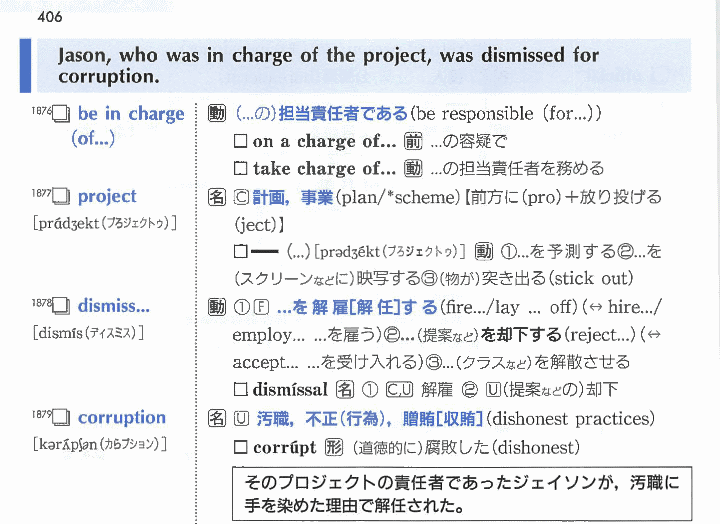 406
Jason, who was in charge of the project, was dismissed for
corruption.
1876 be in charge
(of...)
動 (...の)担当責任者である(be responsible (for...))
□ on a charge of... 前 ...の容疑で
□ take charge of... 動 ...の担当責任者を務める
1877 project
[prádʒekt(プろジェクトゥ)]
名 C 計画，事業(plan/*scheme)【前方に(pro)＋放り投げる
(ject)】
□━ (...)[prədʒékt(プろジェクトゥ)] 動 ①...を予測する②...を
(スクリーンなどに)映写する③(物が)突き出る(stick out)
1878 dismiss...
[dismís(ディスミス)]
動 ① F ...を解雇[解任]する(fire.../lay ... off)(↔ hire.../
employ... ...を雇う)②...(提案など)を却下する(reject...)(↔
accept... ...を受け入れる)③...(クラスなど)を解散させる
□ dismíssal 名 ① C,U 解雇 ② U (提案などの)却下
1879 corruption
[kərʌ́pʃən(カらプション)]
名 U 汚職，不正(行為)，贈賄[収賄](dishonest practices)
□ corrúpt 形 (道徳的に)腐敗した(dishonest)
そのプロジェクトの責任者であったジェイソンが，汚職に
手を染めた理由で解任された。